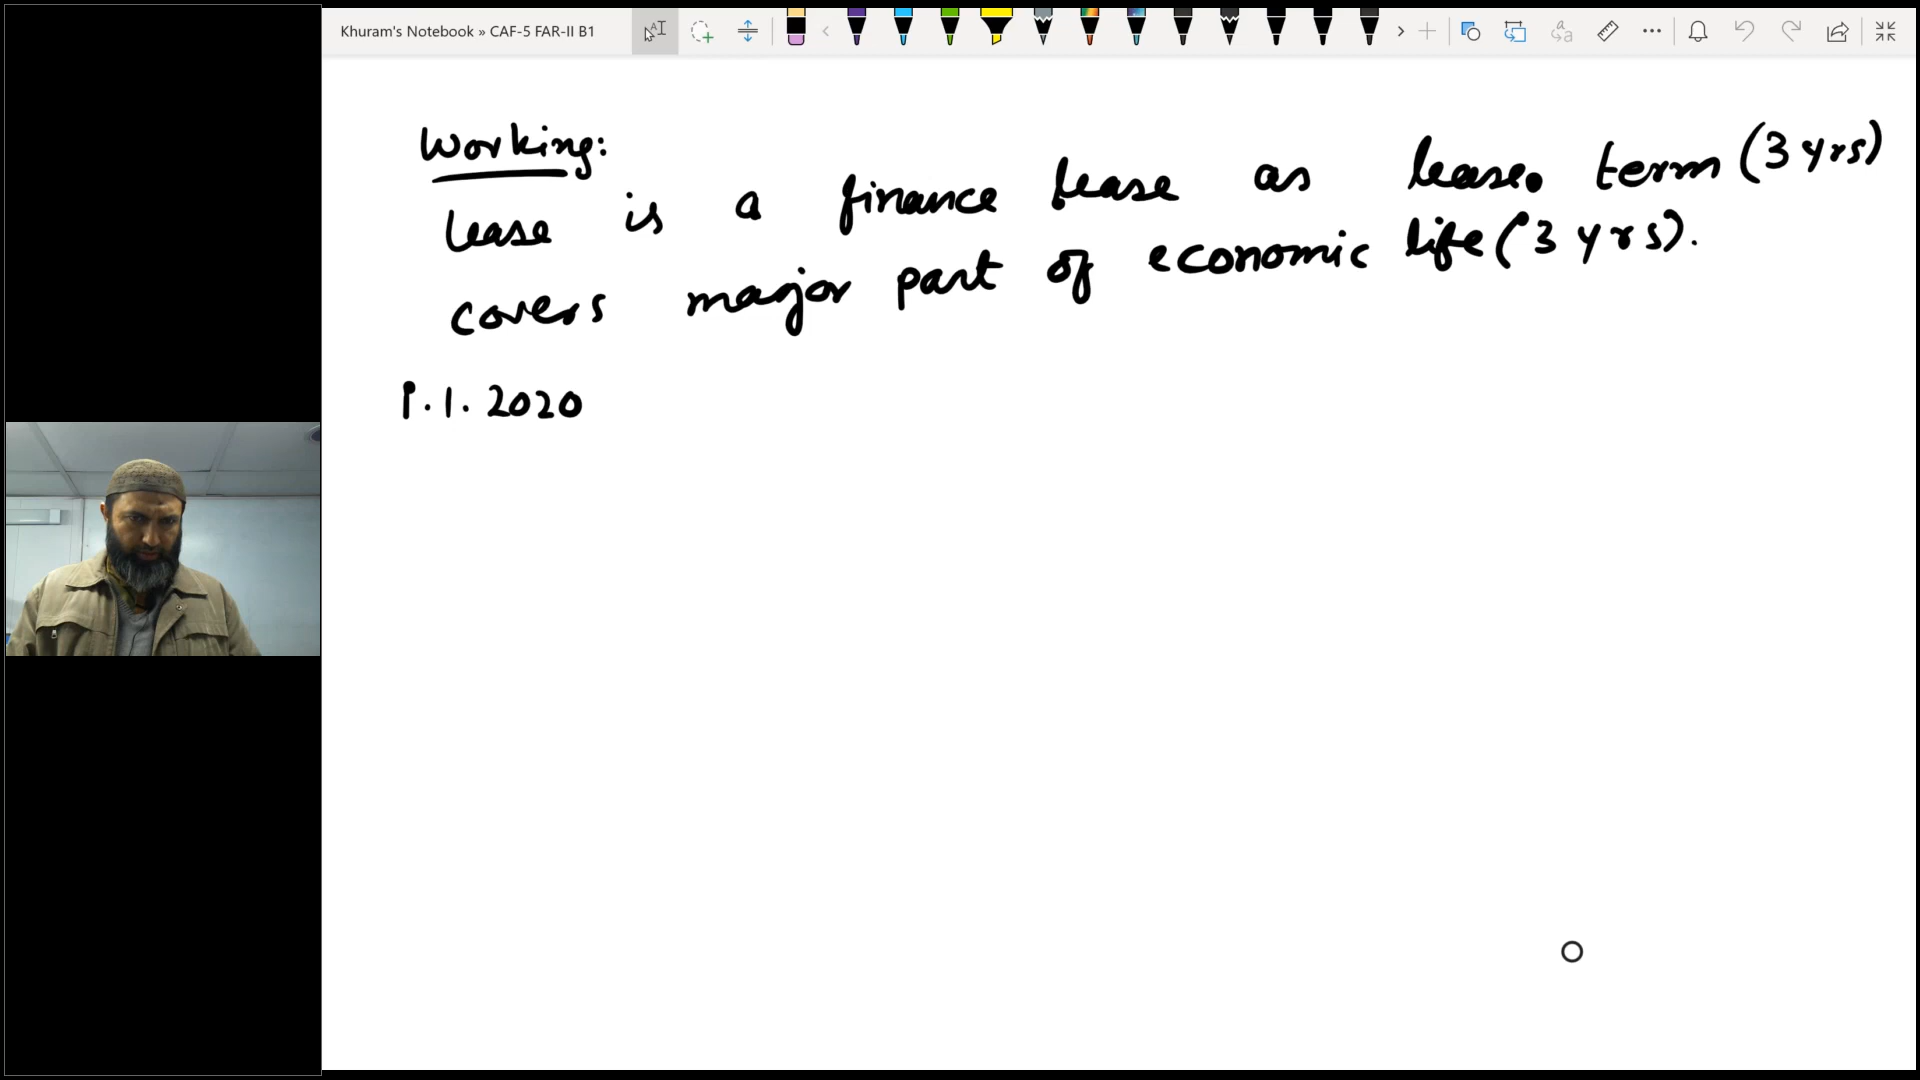 Khuram's Notebook » CAF-5 FAR-II B1
Working:
Lease is a finance lease as lease term (3 yrs)
covers major part of economic life (3 yrs).
1.1.2020